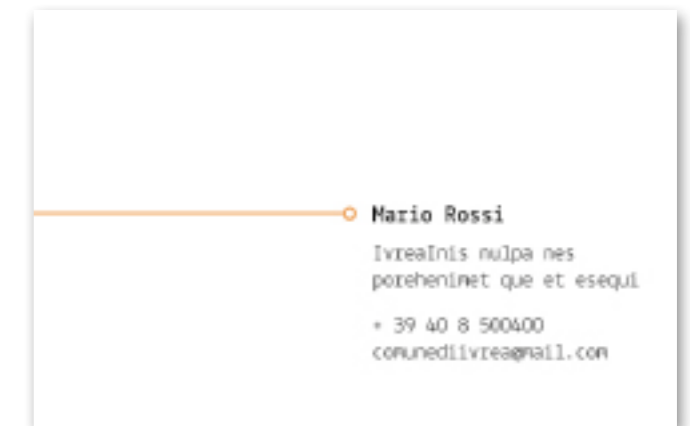 Mario Rossi
IvreaInis nulpa nes
porehenimet que et esequi
+ 39 40 8 500400
comunediivrea@mail.com